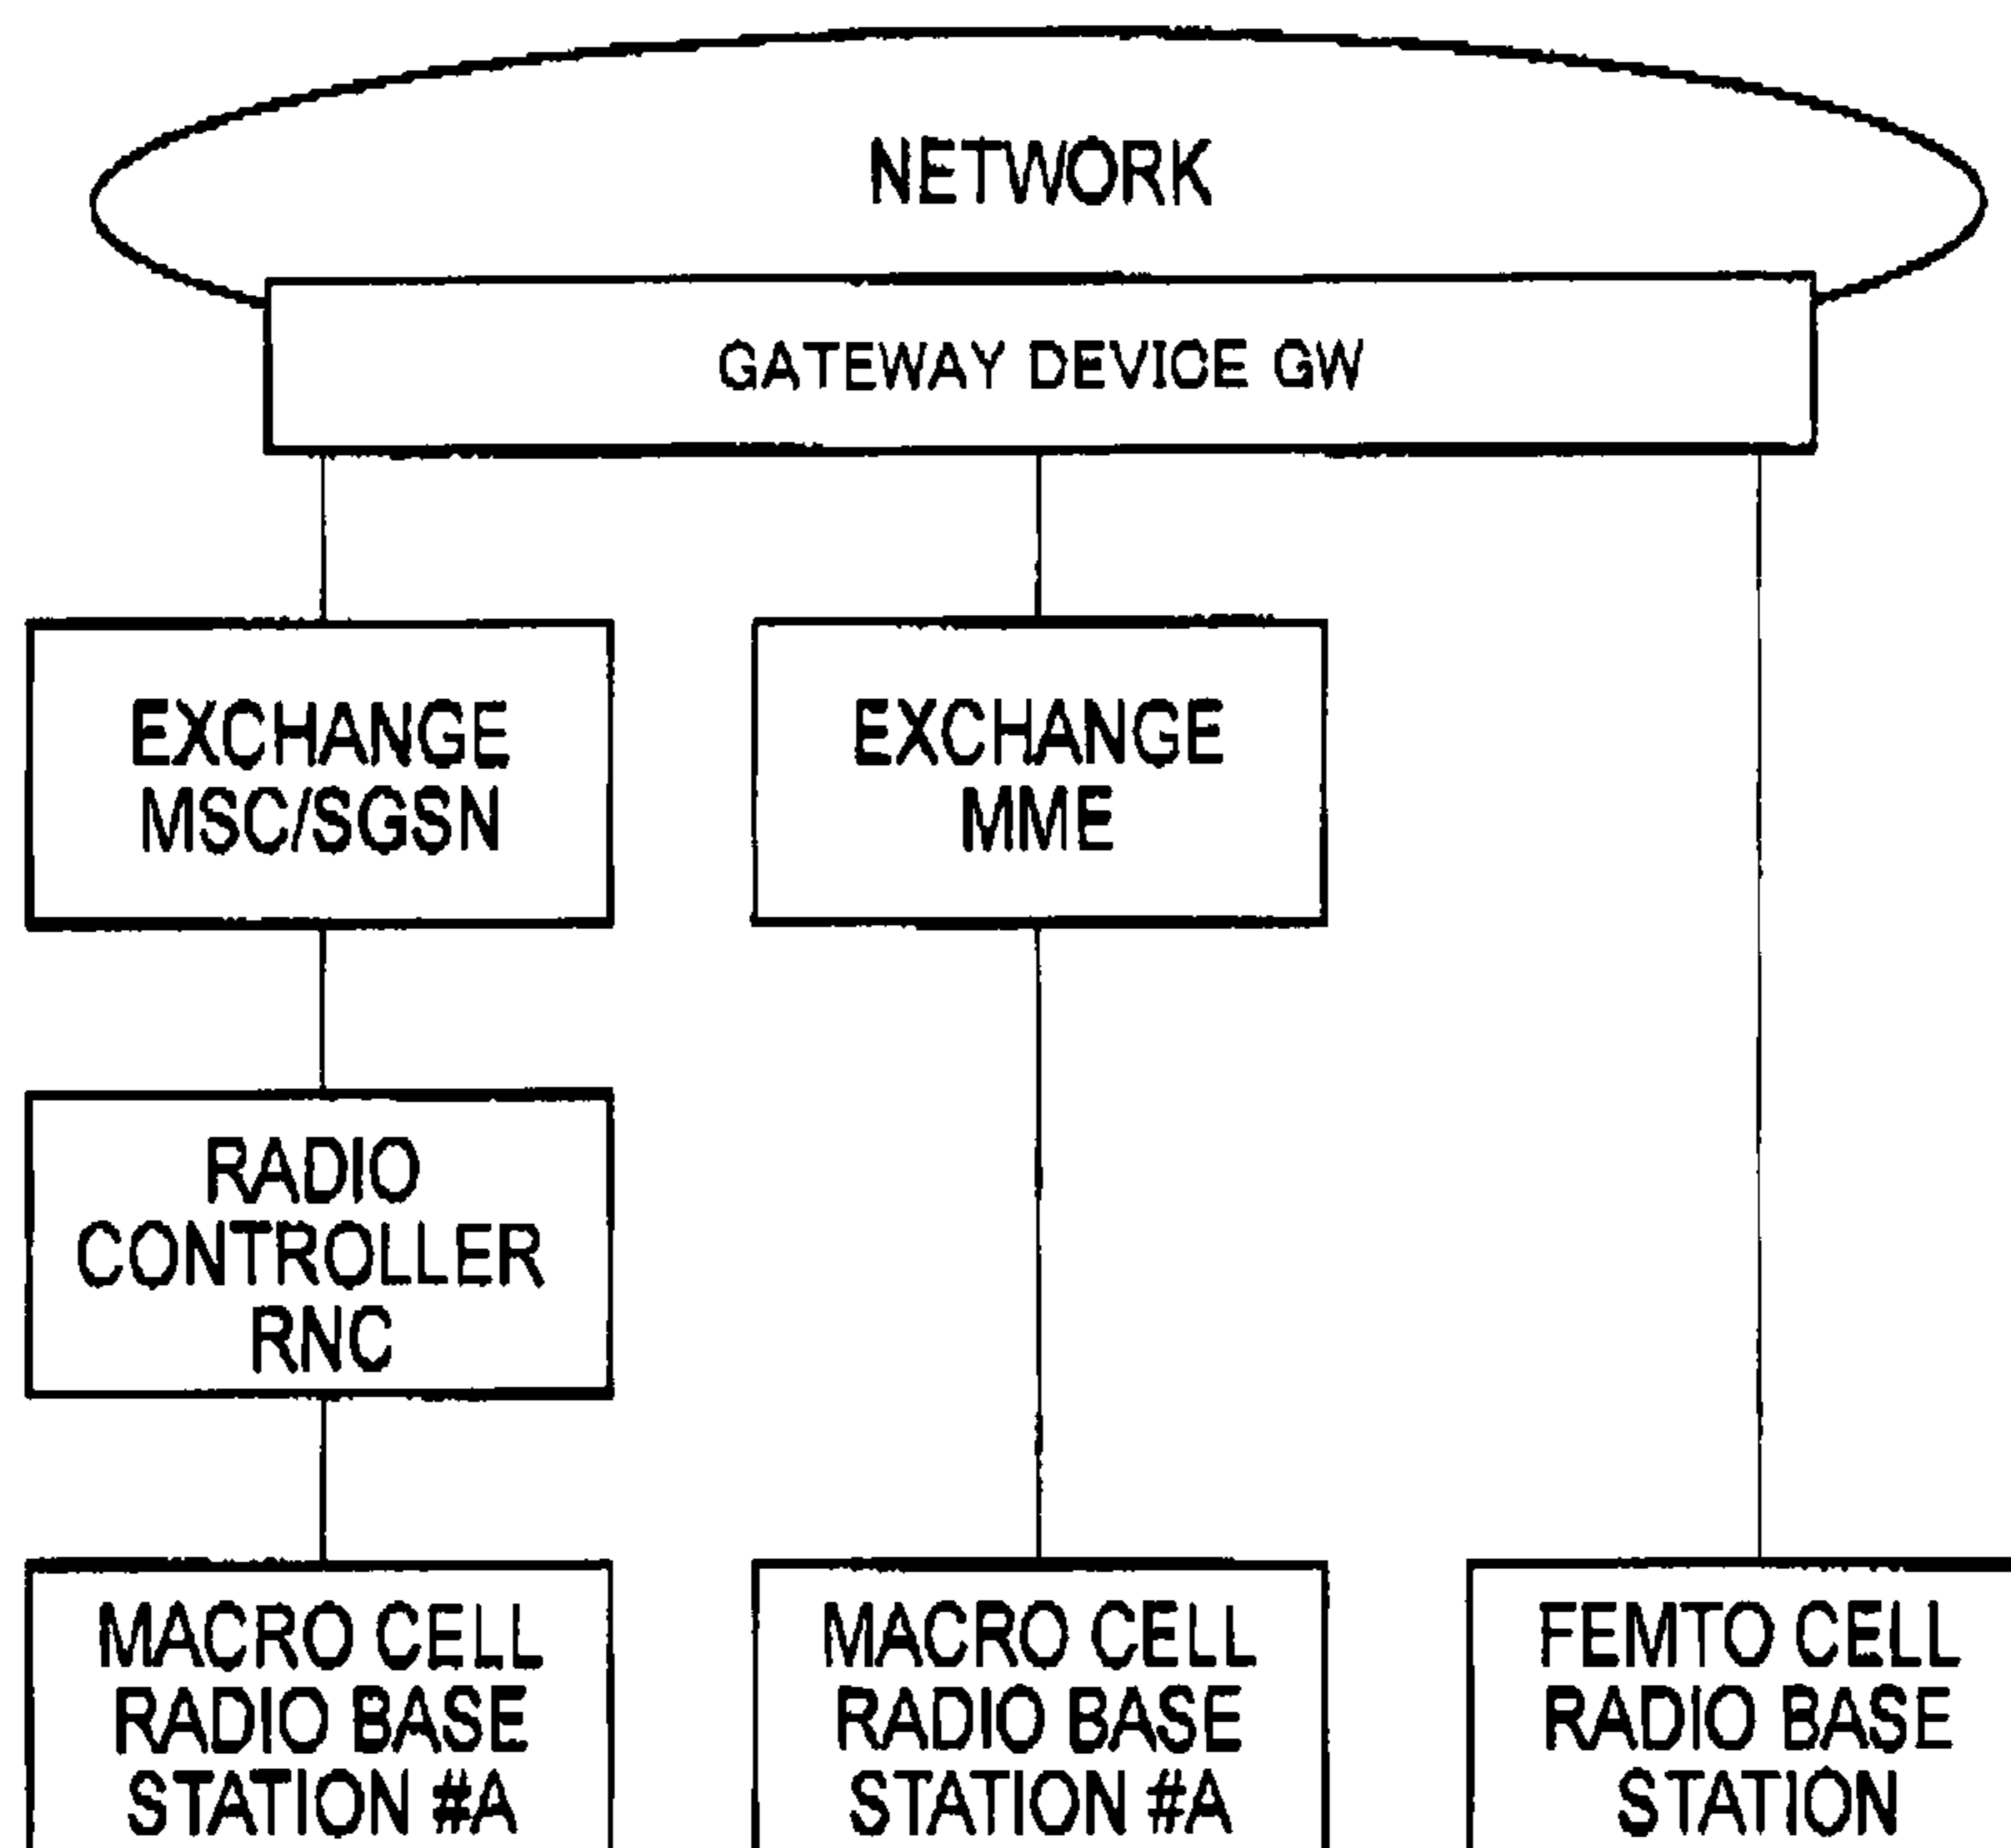 NETWORK
GATEWAY DEVICE GW
EXCHANGE
MSC/SGSN
EXCHANGE
MME
RADIO
CONTROLLER
RNC
MACRO CELL
RADIO BASE
STATION #A
MACRO CELL
RADIO BASE
STATION #A
FEMTO CELL
RADIO BASE
STATION